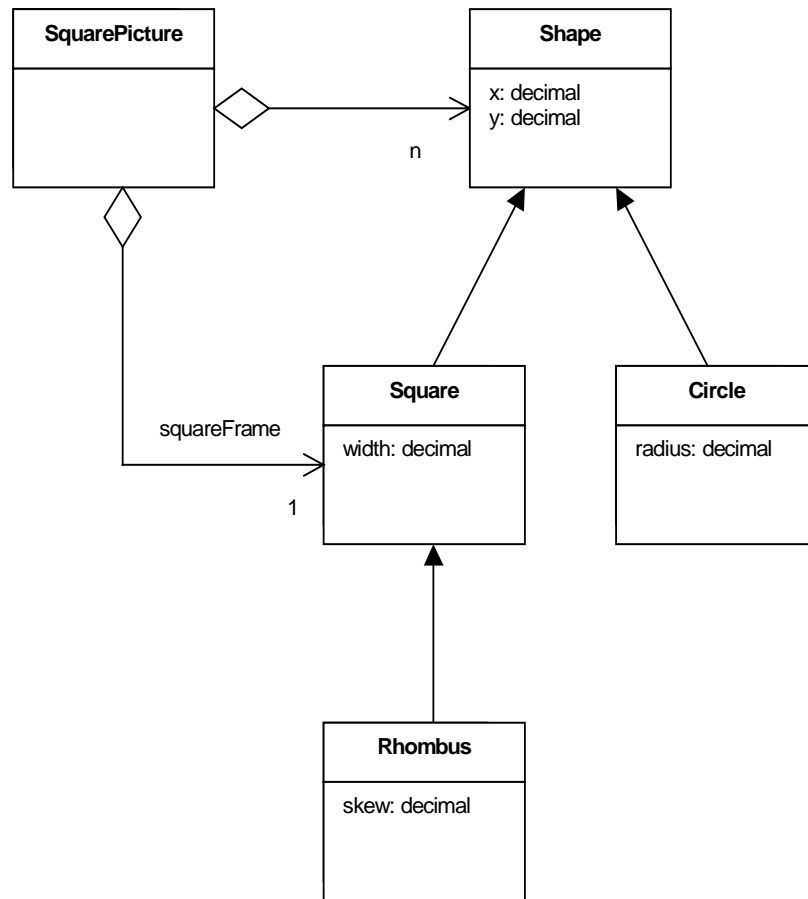 SquarePicture
Shape
x: decimal
y: decimal
n
Square
Circle
squareFrame
width: decimal
radius: decimal
1
Rhombus
skew: decimal